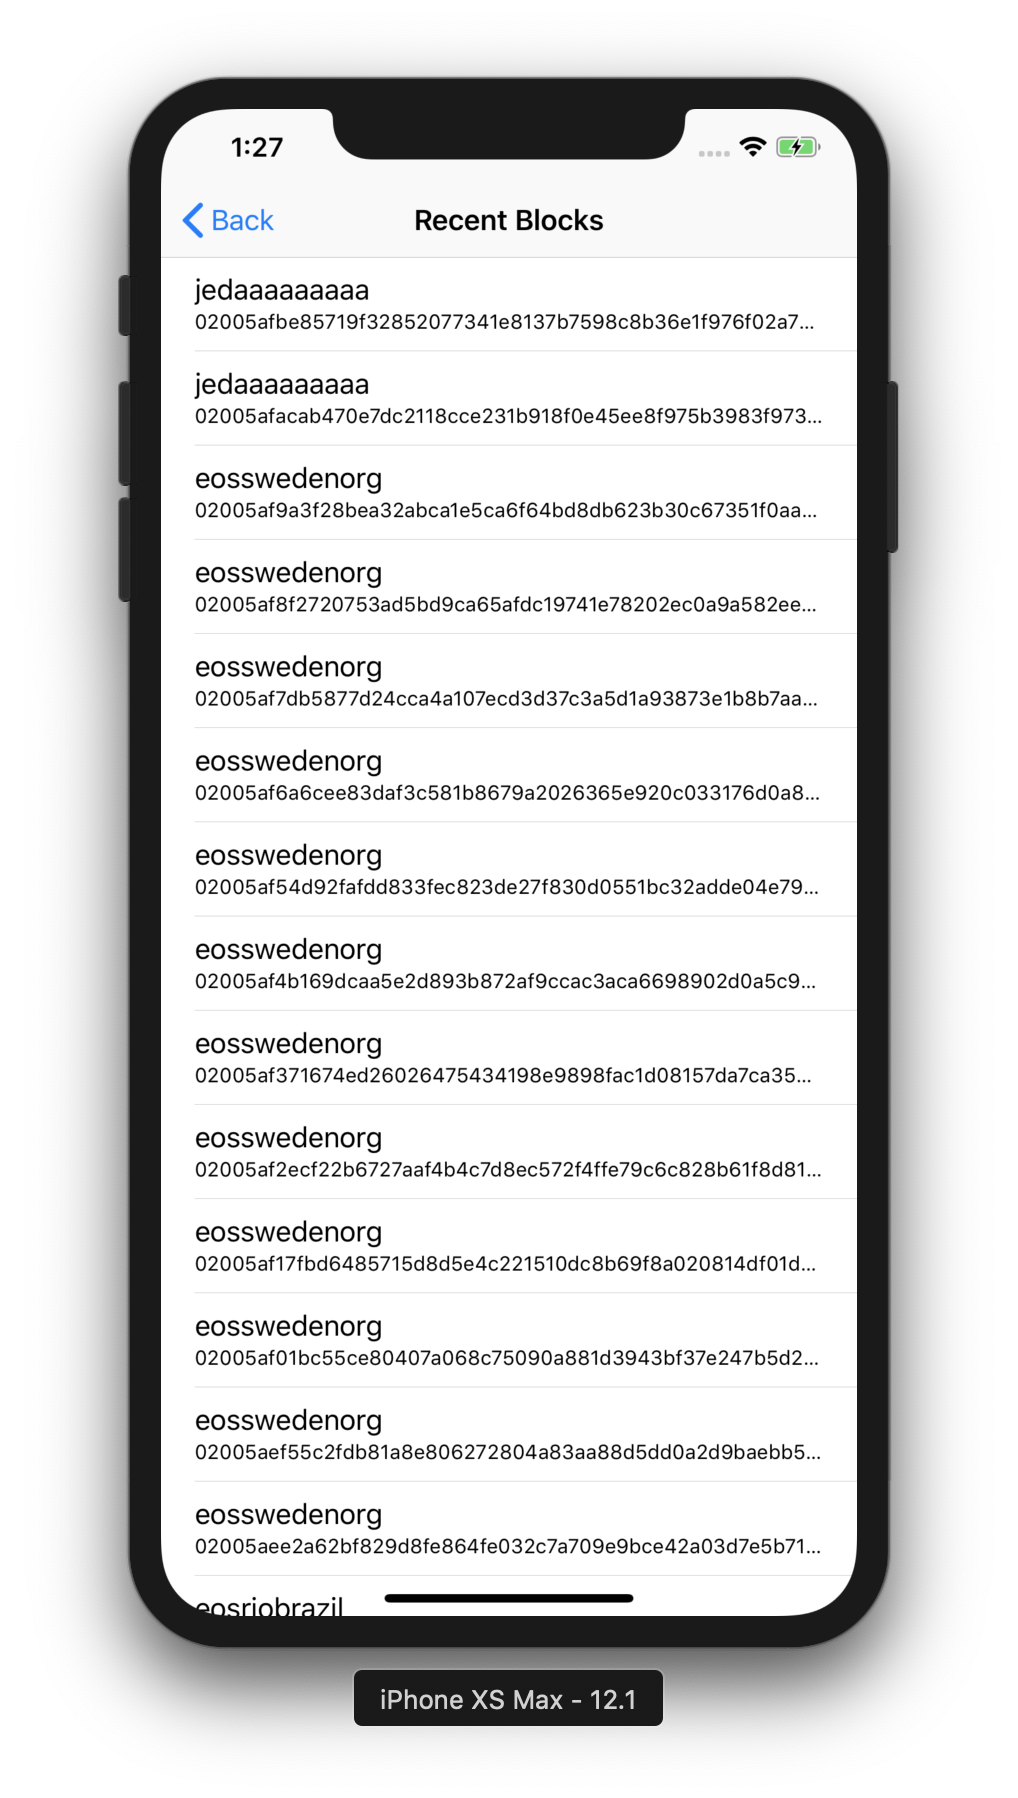 1:27
Back
Recent Blocks
jedaaaaaaaaa
02005afbe85719f32852077341e8137b7598c8b36e1f976f02a7...
jedaaaaaaaaa
02005afacab470e7dc2118cce231b918f0e45ee8f975b3983f973...
eosswedenorg
02005af9a3f28bea32abca1e5ca6f64bd8db623b30c67351f0aa...
eosswedenorg
02005af8f2720753ad5bd9ca65afdc19741e78202ec0a9a582ee...
eosswedenorg
02005af7db5877d24cca4a107ecd3d37c3a5d1a93873e1b8b7aa...
eosswedenorg
02005af6a6cee83daf3c581b8679a2026365e920c033176d0a8...
eosswedenorg
02005af54d92fafdd833fec823de27f830d0551bc32adde04e79...
eosswedenorg
02005af4b169dcaa5e2d893b872af9ccac3aca6698902d0a5c9...
eosswedenorg
02005af371674ed26026475434198e9898fac1d08157da7ca35...
eosswedenorg
02005af2ecf22b6727aaf4b4c7d8ec572f4ffe79c6c828b61f8d81...
eosswedenorg
02005af17fbd6485715d8d5e4c221510dc8b69f8a020814df01d...
eosswedenorg
02005af01bc55ce80407a068c75090a881d3943bf37e247b5d2...
eosswedenorg
02005aef55c2fdb81a8e806272804a83aa88d5dd0a2d9baebb5...
eosswedenorg
02005aee2a62bf829d8fe864fe032c7a709e9bce42a03d7e5b71...
eosriobrazil
iPhone XS Max - 12.1